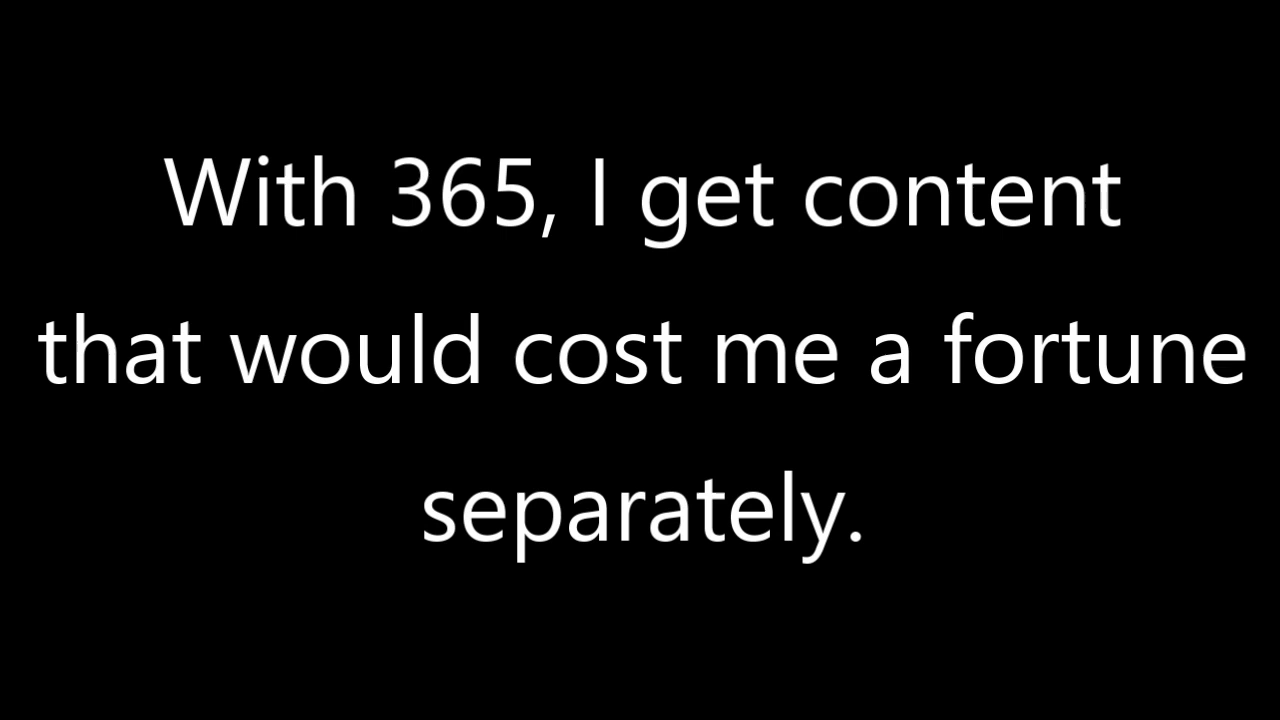 With 365, I get content
that would cost me a fortune
separately.